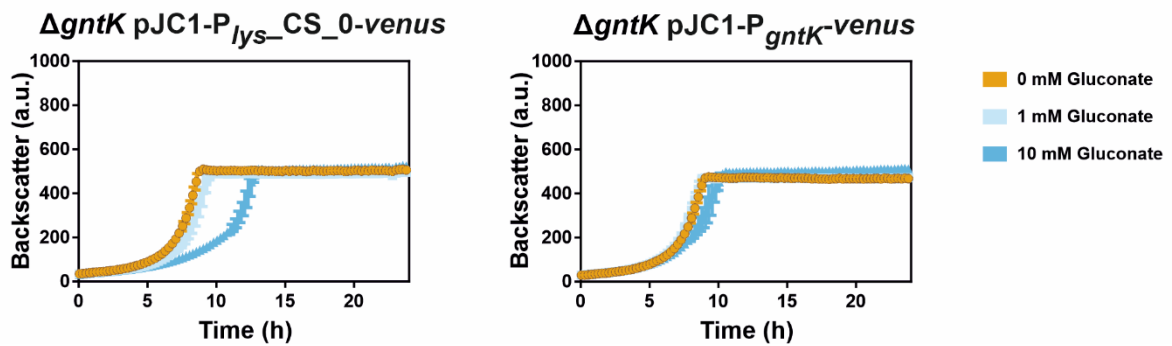 ΔgntK pJC1-Plys_CS_0-venus
1000
800
600
400
200
0
Backscatter (a.u.)
0 5 10 15 20
Time (h)
ΔgntK pJC1-PgntK-venus
1000
800
600
400
200
0
Backscatter (a.u.)
0 5 10 15 20
Time (h)
0 mM Gluconate
1 mM Gluconate
10 mM Gluconate